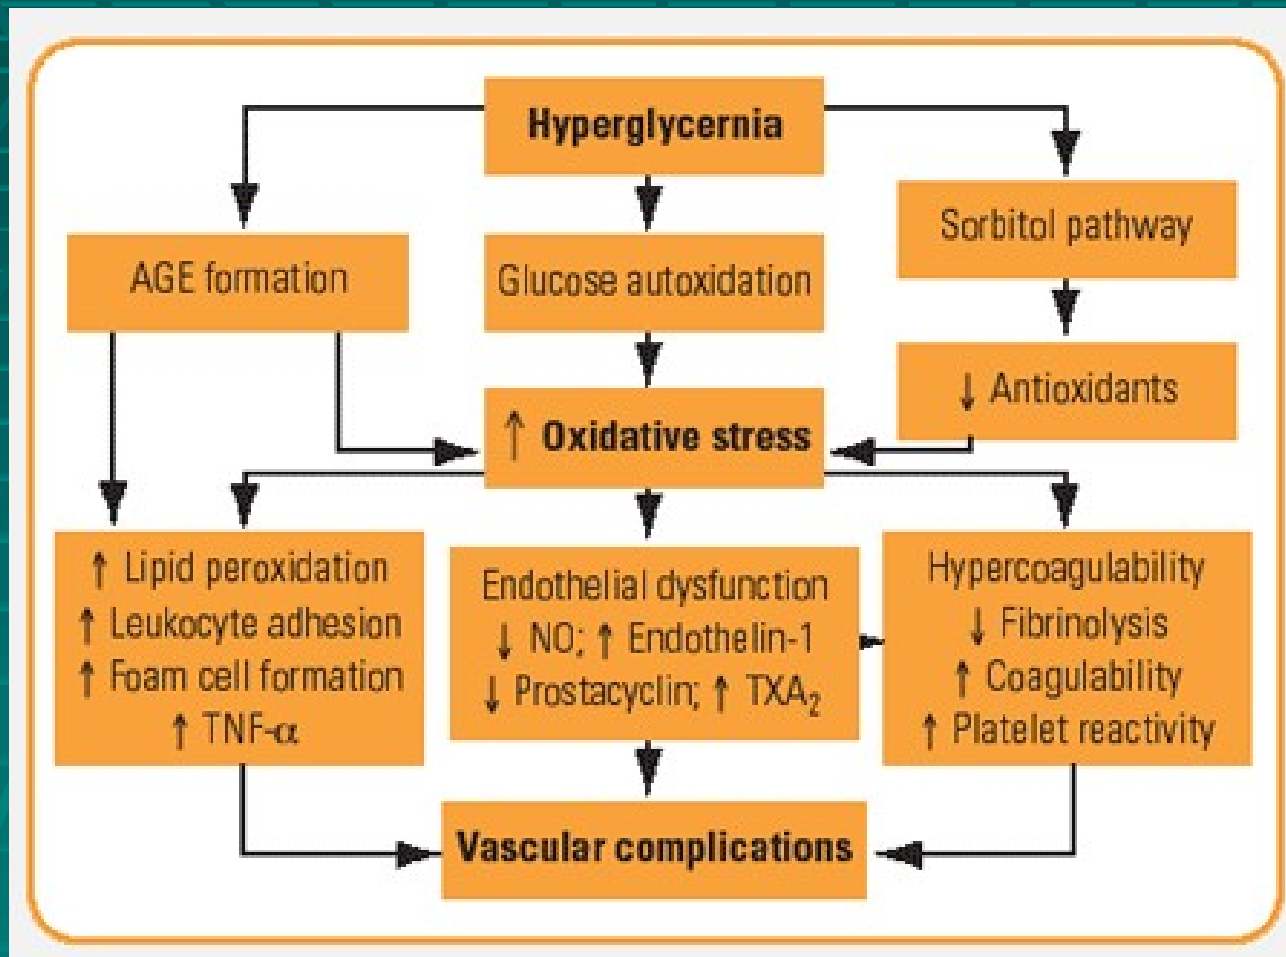 Hyperglycernia
Sorbitol pathway
AGE formation
Glucose autoxidation
↓ Antioxidants
↑ Oxidative stress
↑ Lipid peroxidation
↑ Leukocyte adhesion
↑ Foam cell formation
↑ TNF-α
Endothelial dysfunction
↓ NO; ↑ Endothelin-1
↓ Prostacyclin; ↑ TXA₂
Hypercoagulability
↓ Fibrinolysis
↑ Coagulability
↑ Platelet reactivity
Vascular complications